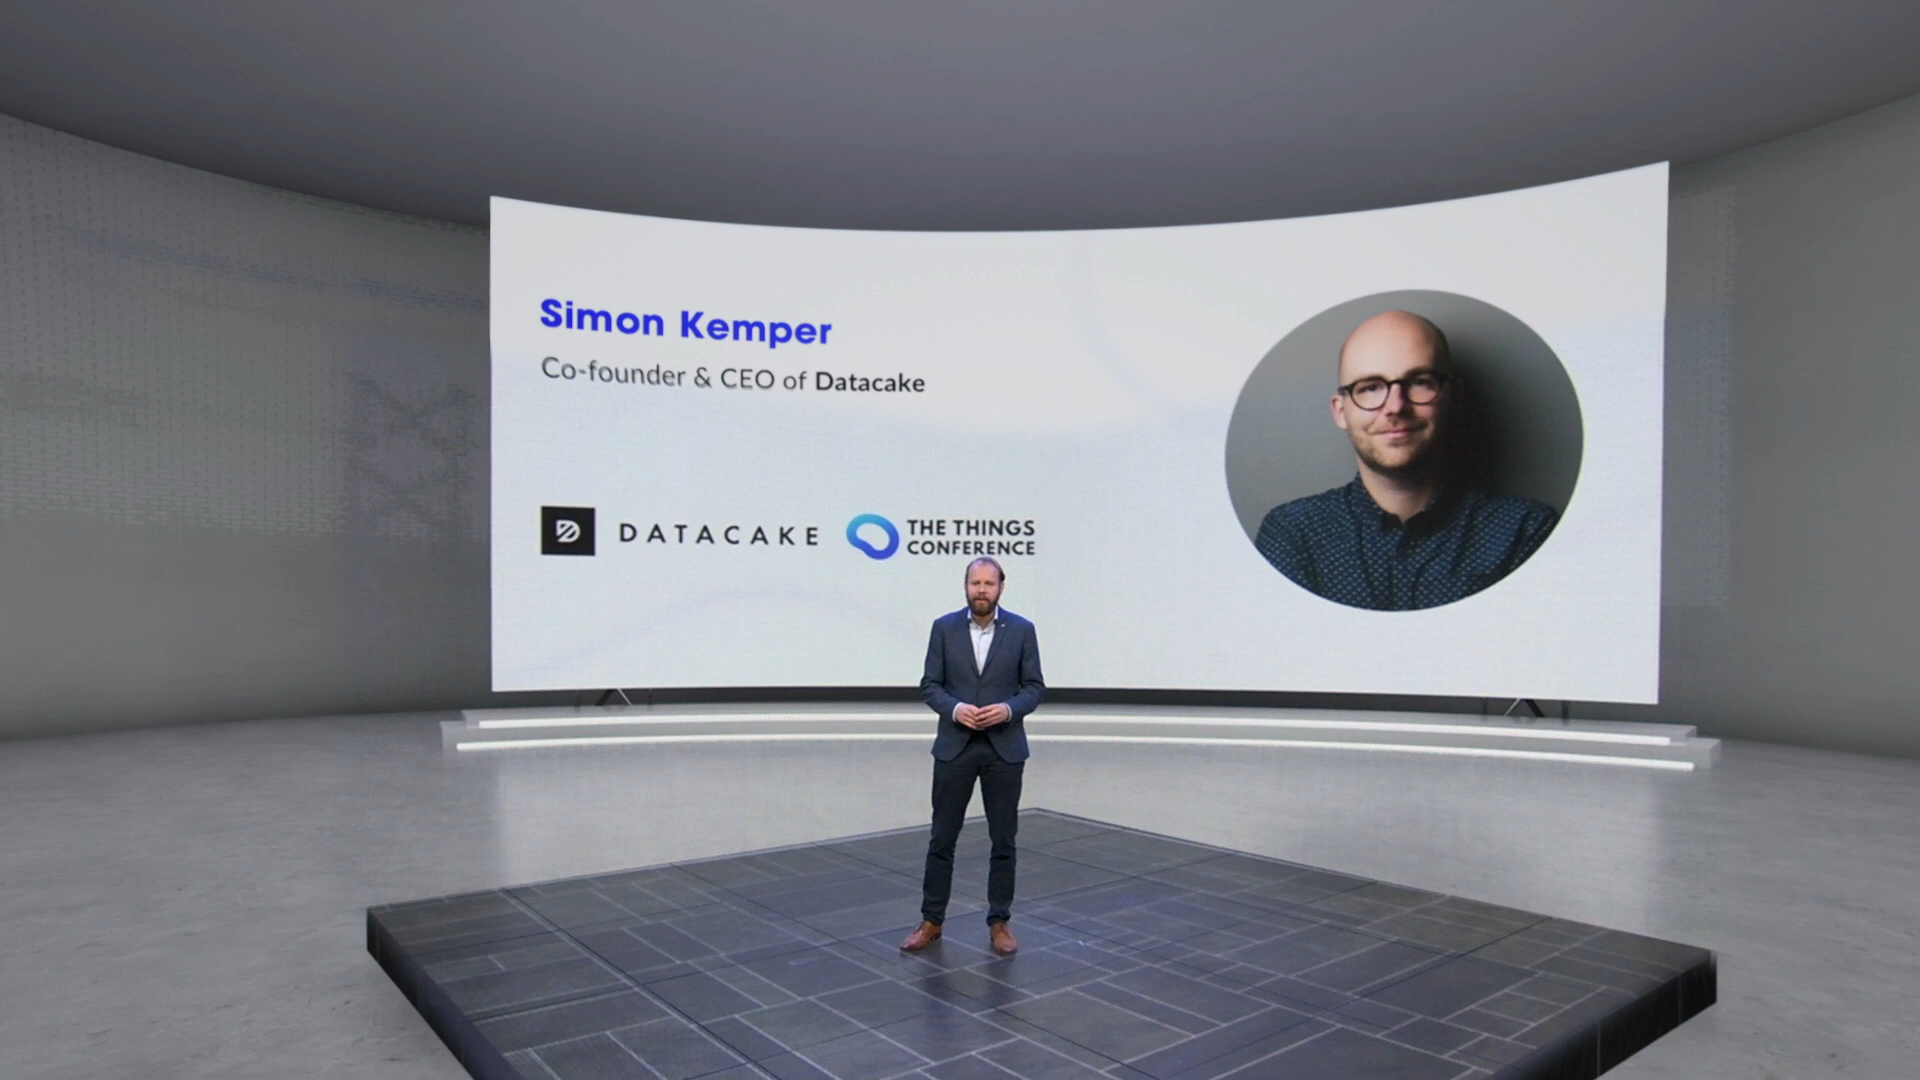 Simon Kemper
Co-founder & CEO of Datacake
DATACAKE
THE THINGS
CONFERENCE